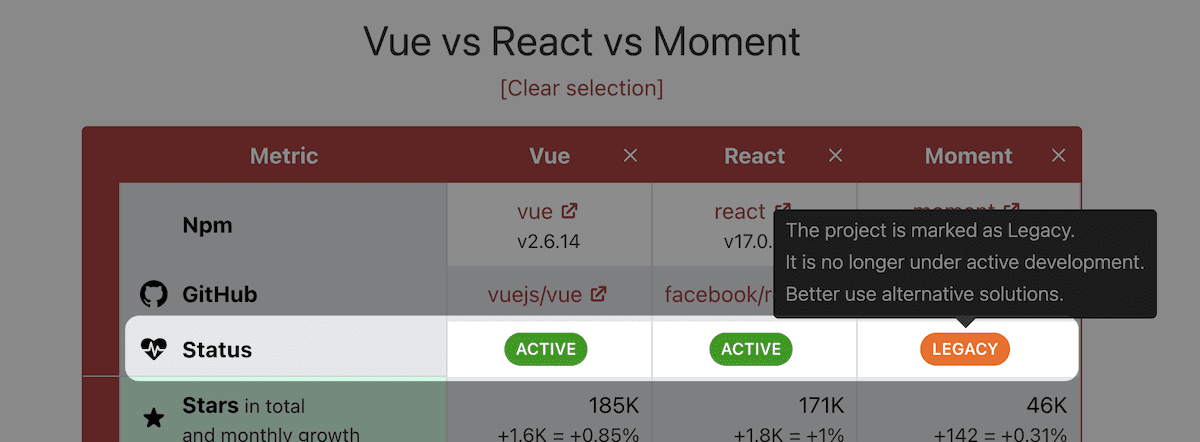 Vue vs React vs Moment
[Clear selection]
Metric Vue × React × Moment ×
Npm vue react moment
v2.6.14 v17.0.
The project is marked as Legacy.
It is no longer under active development.
Better use alternative solutions.
GitHub vuejs/vue facebook/r
Status ACTIVE ACTIVE LEGACY
Stars in total 185K 171K 46K
and monthly growth +1.6K = +0.85% +1.8K = +1% +142 = +0.31%